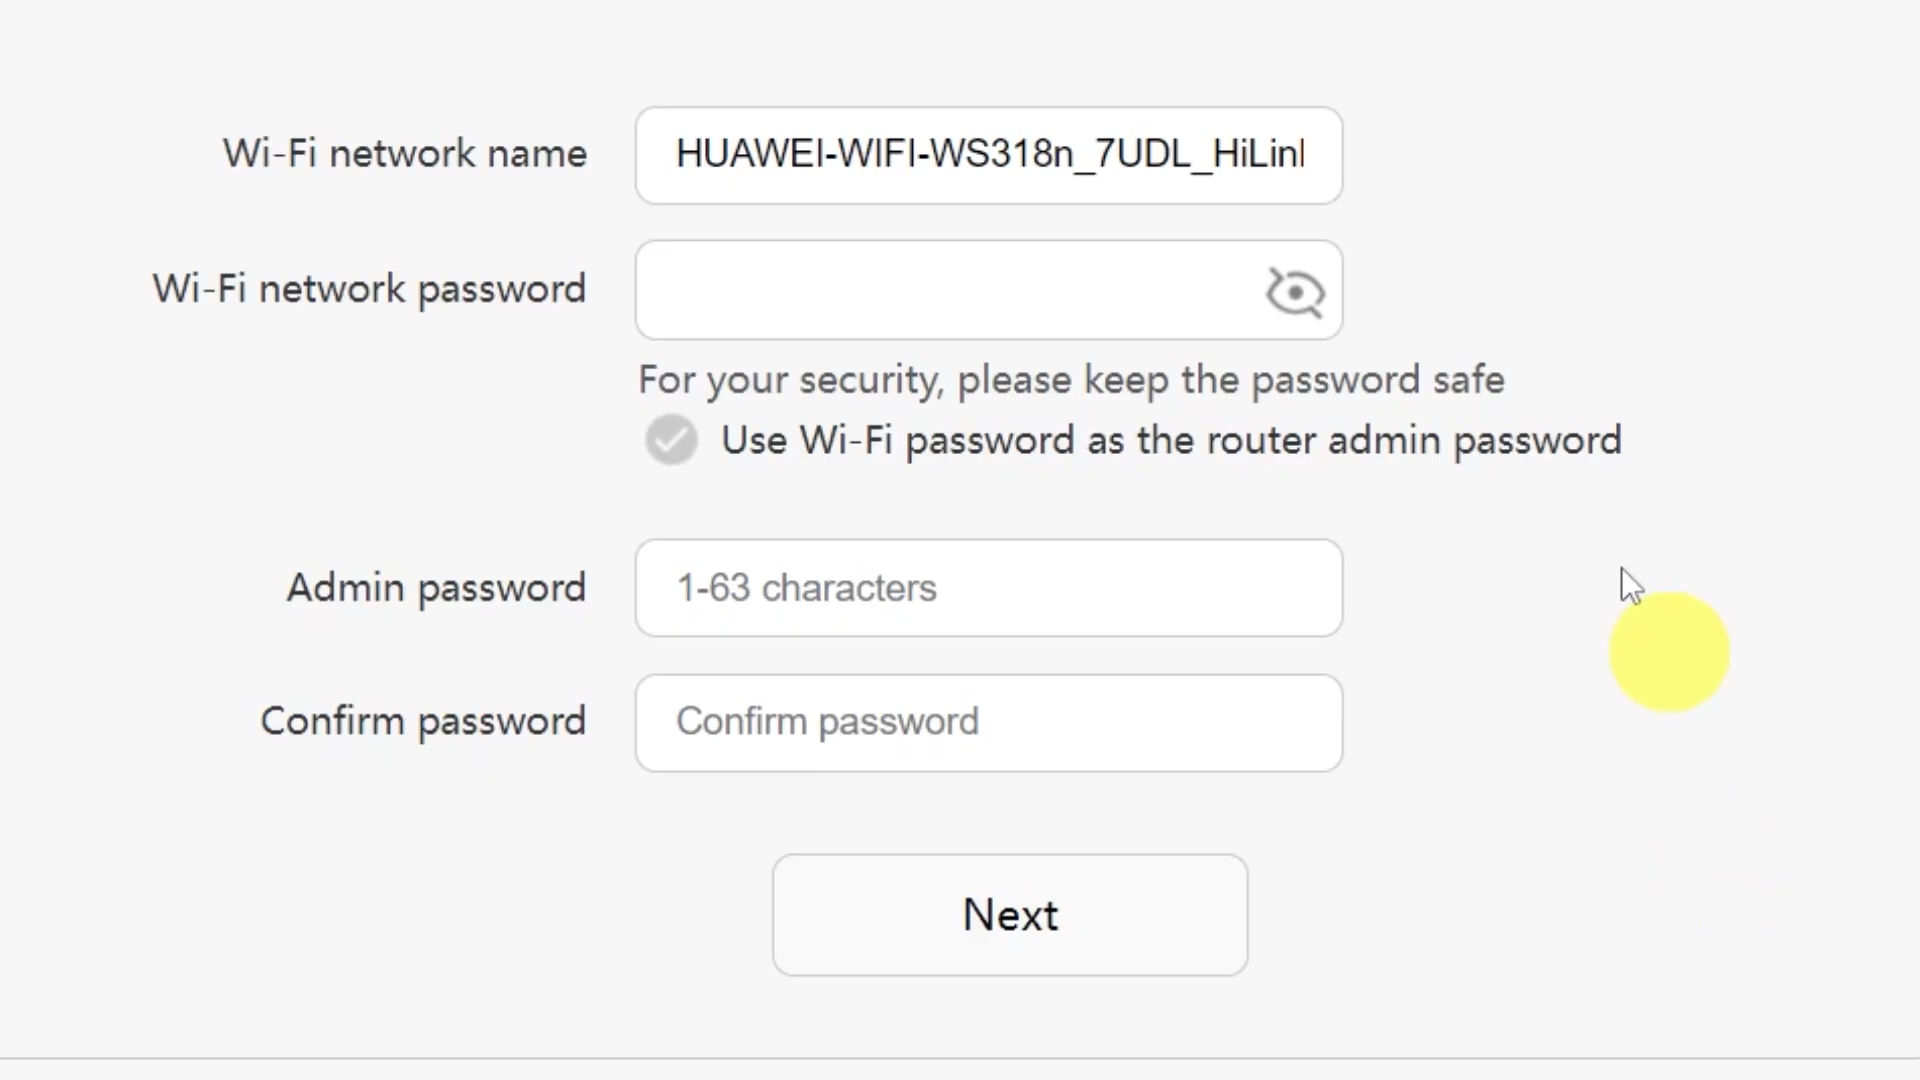 Wi-Fi network name
HUAWEI-WIFI-WS318n_7UDL_HiLin
Wi-Fi network password
For your security, please keep the password safe
Use Wi-Fi password as the router admin password
Admin password
1-63 characters
Confirm password
Confirm password
Next